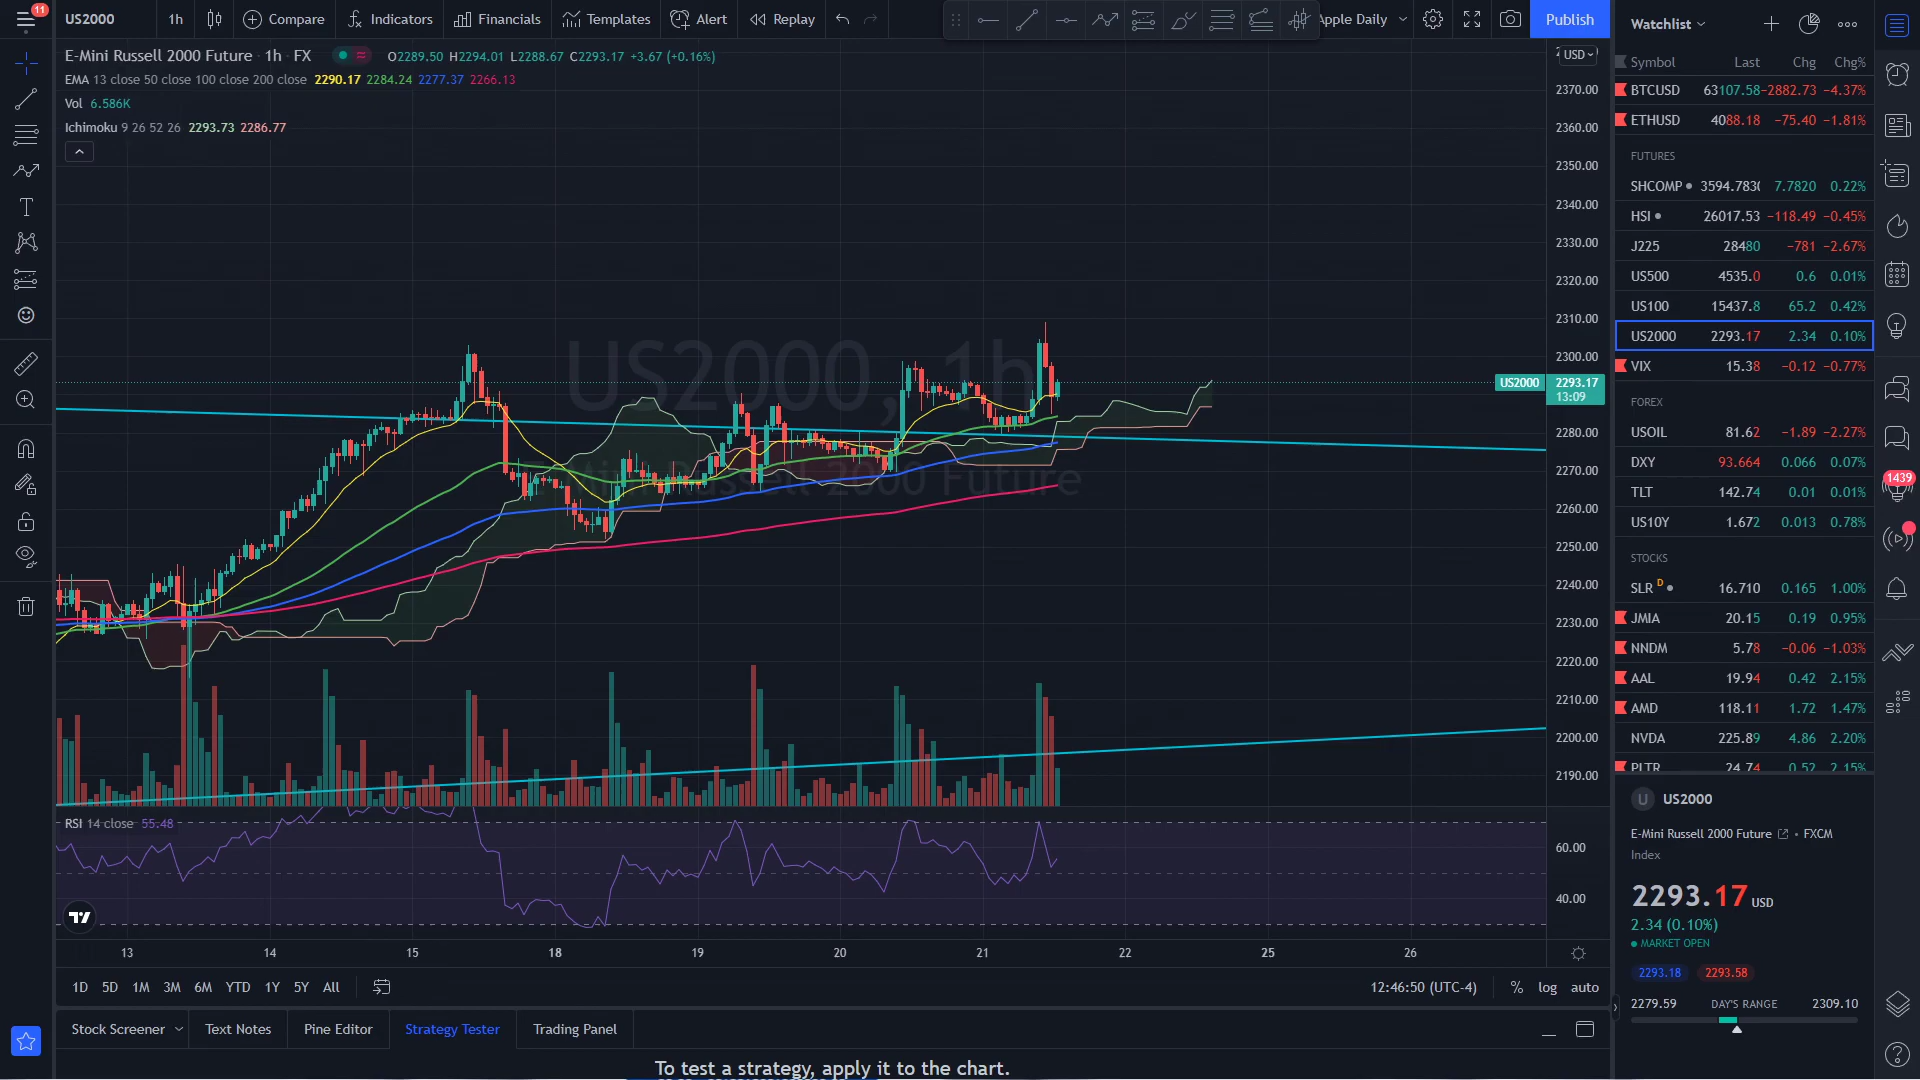 11
US2000
1h
Compare
Indicators
Financials
Templates
Alert
Replay
Apple Daily
Publish
E-Mini Russell 2000 Future · 1h · FX
O2289.50 H2294.01 L2288.67 C2293.17 +3.67 (+0.16%)
EMA 13 close 50 close 100 close 200 close 2290.17 2284.24 2277.37 2266.13
Vol 6.586K
Ichimoku 9 26 52 26 2293.73 2286.77
US2000, 1h
E-Mini Russell 2000 Future
USD
2370.00
2360.00
2350.00
2340.00
2330.00
2320.00
2310.00
2300.00
US2000 2293.17
13:09
2280.00
2270.00
2260.00
2250.00
2240.00
2230.00
2220.00
2210.00
2200.00
2190.00
RSI 14 close 55.48
60.00
40.00
13 14 15 18 19 20 21 22 25 26
1D 5D 1M 3M 6M YTD 1Y 5Y All
12:46:50 (UTC-4) % log auto
Stock Screener
Text Notes
Pine Editor
Strategy Tester
Trading Panel
To test a strategy, apply it to the chart.
Watchlist
Symbol Last Chg Chg%
BTCUSD 63107.58 −2882.73 −4.37%
ETHUSD 4088.18 −75.40 −1.81%
FUTURES
SHCOMP 3594.783( 7.7820 0.22%
HSI 26017.53 −118.49 −0.45%
J225 28480 −781 −2.67%
US500 4535.0 0.6 0.01%
US100 15437.8 65.2 0.42%
US2000 2293.17 2.34 0.10%
VIX 15.38 −0.12 −0.77%
FOREX
USOIL 81.62 −1.89 −2.27%
DXY 93.664 0.066 0.07%
TLT 142.74 0.01 0.01%
US10Y 1.672 0.013 0.78%
STOCKS
SLR D 16.710 0.165 1.00%
JMIA 20.15 0.19 0.95%
NNDM 5.78 −0.06 −1.03%
AAL 19.94 0.42 2.15%
AMD 118.11 1.72 1.47%
NVDA 225.89 4.86 2.20%
PLTR 24.74 0.52 2.15%
U US2000
E-Mini Russell 2000 Future • FXCM
Index
2293.17 USD
2.34 (0.10%)
MARKET OPEN
2293.18 2293.58
2279.59 DAY'S RANGE 2309.10
1439